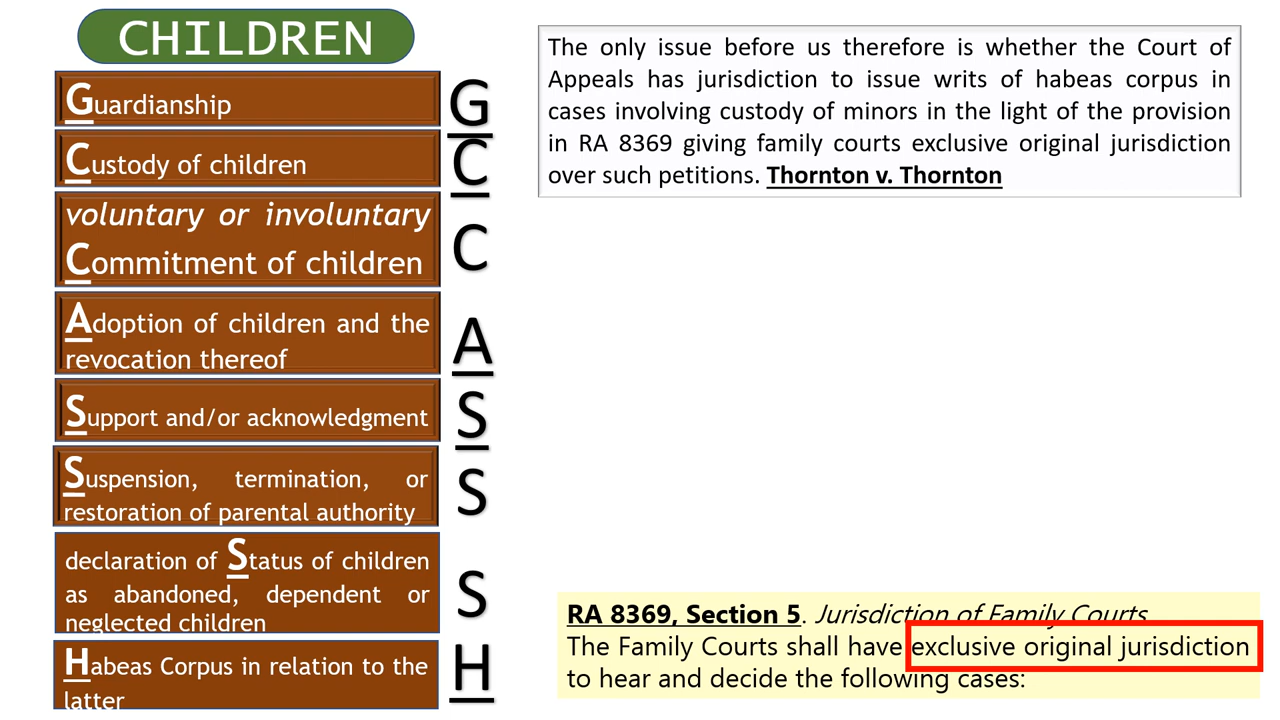 CHILDREN
Guardianship
Custody of children
voluntary or involuntary
Commitment of children
Adoption of children and the
revocation thereof
Support and/or acknowledgment
Suspension, termination, or
restoration of parental authority
declaration of Status of children
as abandoned, dependent or
neglected children
Habeas Corpus in relation to the
latter
G
C
C
A
S
S
S
H
The only issue before us therefore is whether the Court of
Appeals has jurisdiction to issue writs of habeas corpus in
cases involving custody of minors in the light of the provision
in RA 8369 giving family courts exclusive original jurisdiction
over such petitions. Thornton v. Thornton
RA 8369, Section 5. Jurisdiction of Family Courts
The Family Courts shall have exclusive original jurisdiction
to hear and decide the following cases: